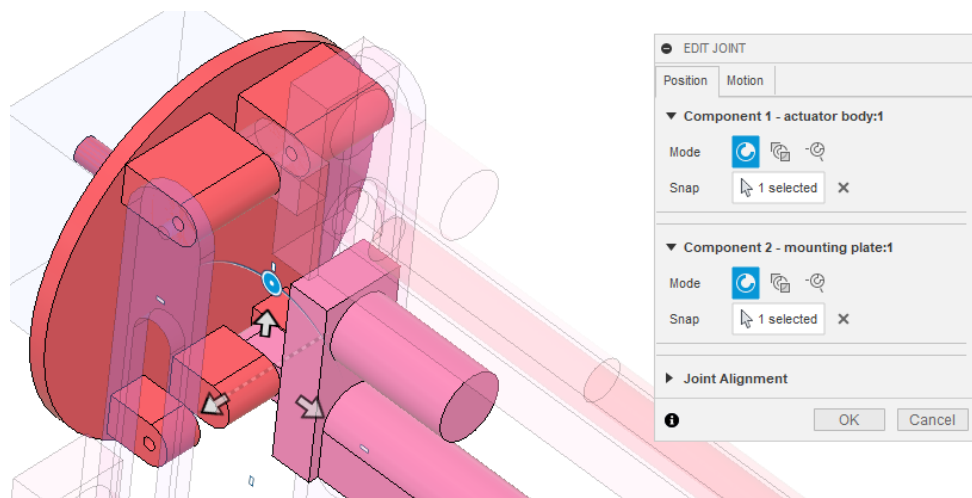 EDIT JOINT
Position Motion
Component 1 - actuator body:1
Mode
Snap 1 selected
Component 2 - mounting plate:1
Mode
Snap 1 selected
Joint Alignment
OK Cancel